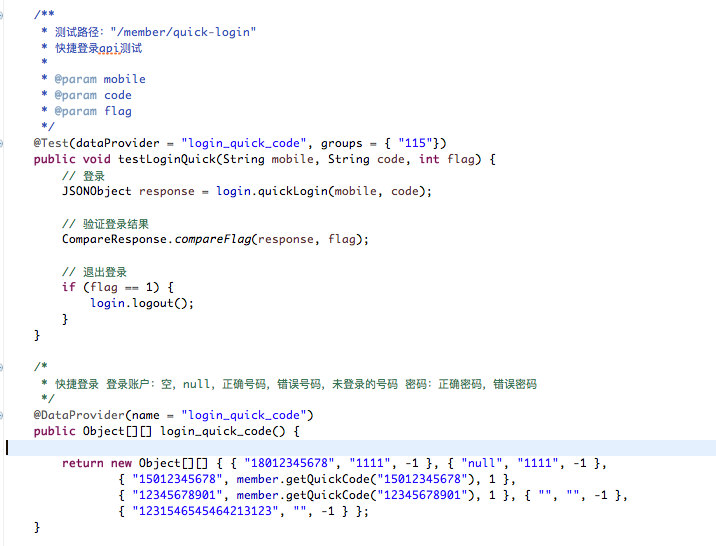 /**
 * 测试路径："/member/quick-login"
 * 快捷登录api测试
 *
 * @param mobile
 * @param code
 * @param flag
 */
@Test(dataProvider = "login_quick_code", groups = { "115"})
public void testLoginQuick(String mobile, String code, int flag) {
    // 登录
    JSONObject response = login.quickLogin(mobile, code);
    // 验证登录结果
    CompareResponse.compareFlag(response, flag);
    // 退出登录
    if (flag == 1) {
        login.logout();
    }
}
/*
 * 快捷登录 登录账户：空，null，正确号码，错误号码，未登录的号码 密码：正确密码，错误密码
 */
@DataProvider(name = "login_quick_code")
public Object[][] login_quick_code() {
    return new Object[][] { { "18012345678", "1111", -1 }, { "null", "1111", -1 },
            { "15012345678", member.getQuickCode("15012345678"), 1 },
            { "12345678901", member.getQuickCode("12345678901"), 1 }, { "", "", -1 },
            { "1231546545464213123", "", -1 } };
}